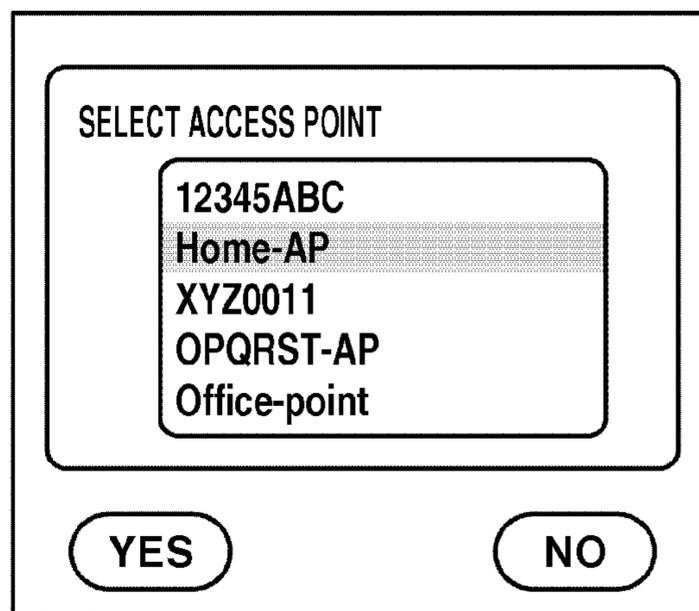 SELECT ACCESS POINT
12345ABC
Home-AP
XYZ0011
OPQRST-AP
Office-point
YES NO